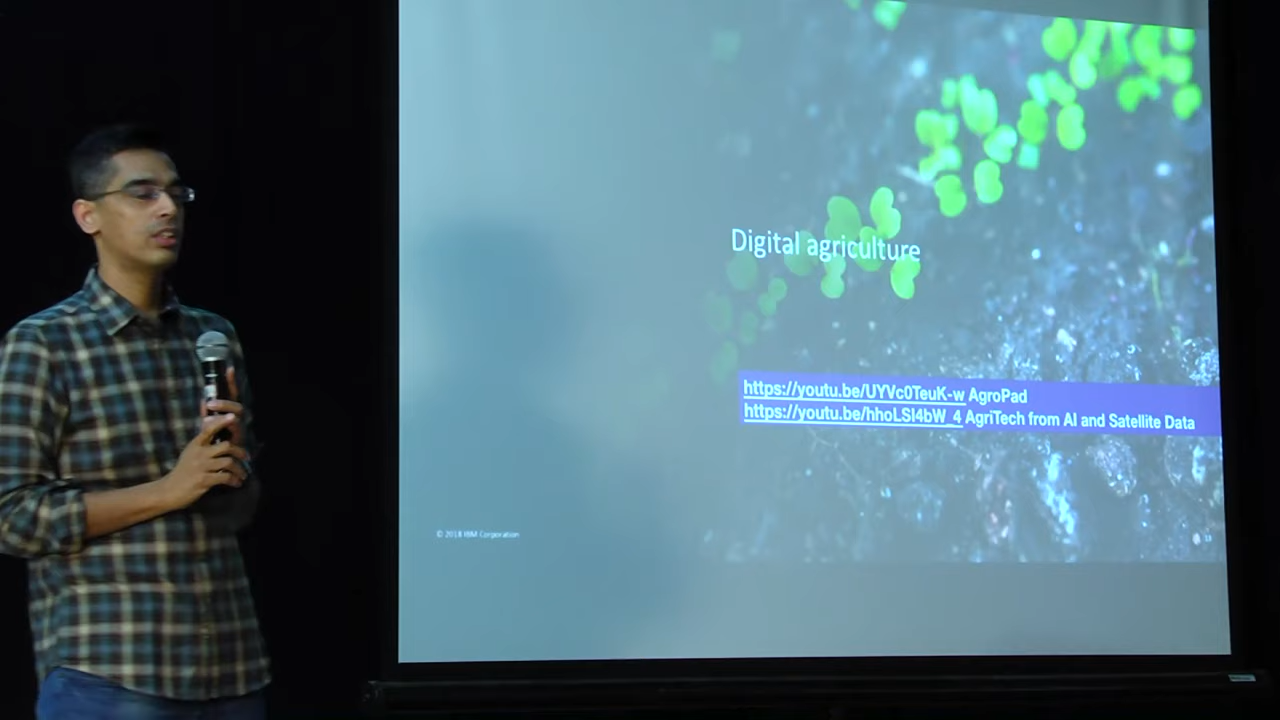 Digital agriculture
https://youtu.be/UYVc0TeuK-w AgroPad
https://youtu.be/hhoLSI4bW_4 AgriTech from AI and Satellite Data
© 2018 IBM Corporation
13